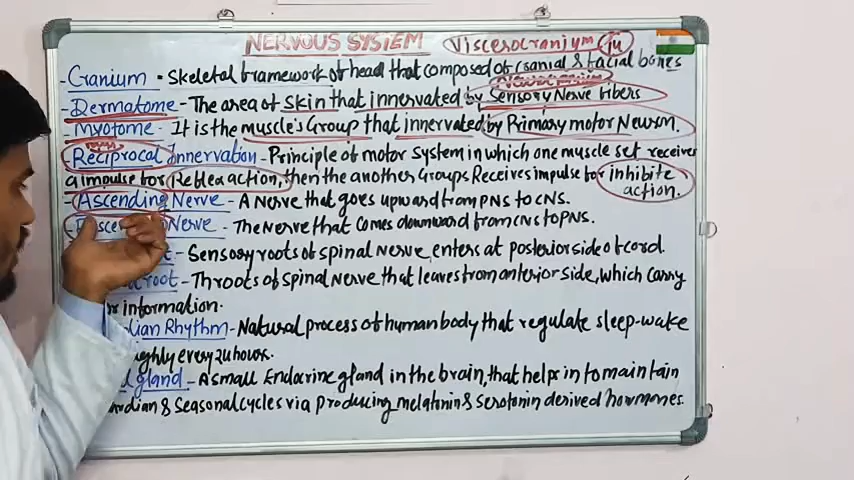 NERVOUS SYSTEM Viscerocranium 14
- Cranium - Skeletal framework of head that composed of Cranial & facial bones
Neurocranium
- Dermatome - The area of skin that innervated by Sensory Nerve Fibers
- Myotome - It is the muscle's Group that innervated by Primary motor Neuron.
- Reciprocal Innervation - Principle of motor System in which one muscle set receives
a impulse for Reflex action, then the another Groups Receives impulse for inhibite action.
- Ascending Nerve - A Nerve that goes upward from PNS to CNS.
Nerve - The Nerve that Comes downward from CNS to PNS.
- Sensory roots of spinal Nerve, enters at posterior side of cord.
root - Th roots of spinal Nerve that leaves from anterior side, which Carry
information.
dian Rhythm - Natural process of human body that regulate sleep-wake
ghly every 24 hours.
gland - A small Endocrine gland in the brain, that helps in to maintain
dian & Seasonal cycles via producing melatnin & Serotonin derived hormones.